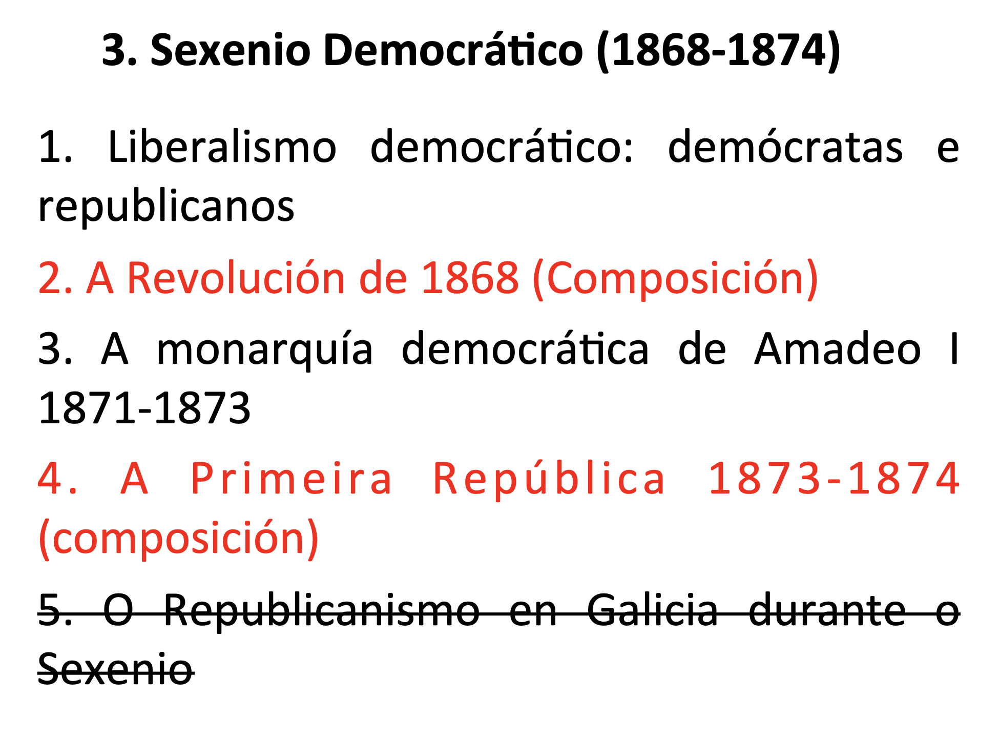 3. Sexenio Democrático (1868-1874)
1. Liberalismo democrático: demócratas e
republicanos
2. A Revolución de 1868 (Composición)
3. A monarquía democrática de Amadeo I
1871-1873
4. A Primeira República 1873-1874
(composición)
5. O Republicanismo en Galicia durante o
Sexenio